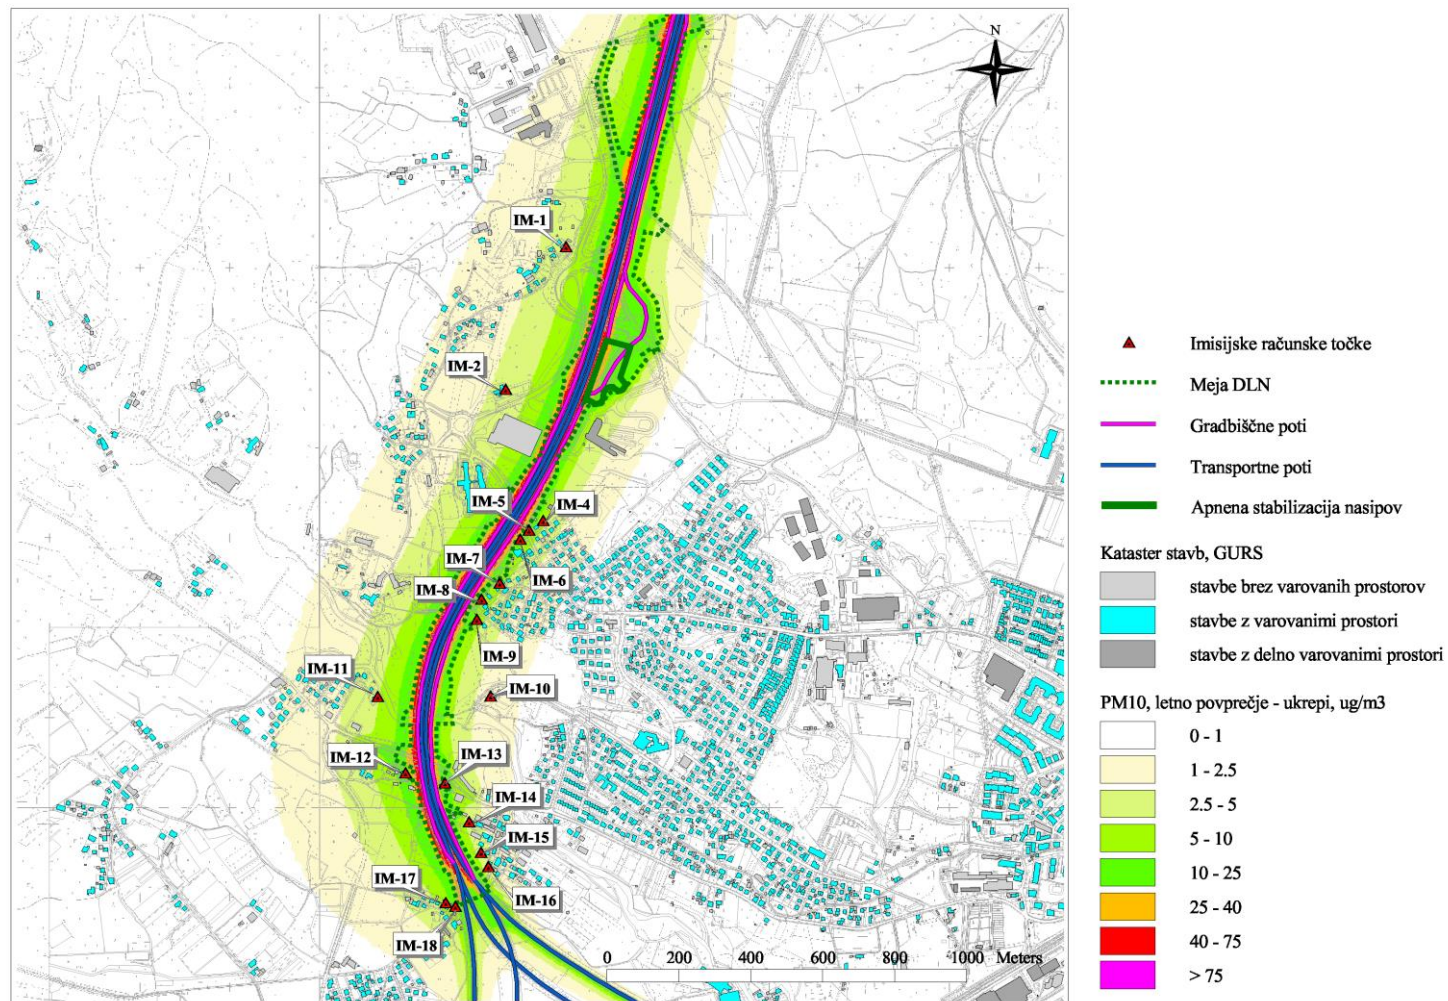 N
IM-1
IM-2
IM-5
IM-4
IM-7
IM-6
IM-8
IM-9
IM-11
IM-10
IM-12
IM-13
IM-14
IM-15
IM-17
IM-16
IM-18
0 200 400 600 800 1000 Meters
Imisijske računske točke
Meja DLN
Gradbiščne poti
Transportne poti
Apnena stabilizacija nasipov
Kataster stavb, GURS
stavbe brez varovanih prostorov
stavbe z varovanimi prostori
stavbe z delno varovanimi prostori
PM10, letno povprečje - ukrepi, ug/m3
0 - 1
1 - 2.5
2.5 - 5
5 - 10
10 - 25
25 - 40
40 - 75
> 75